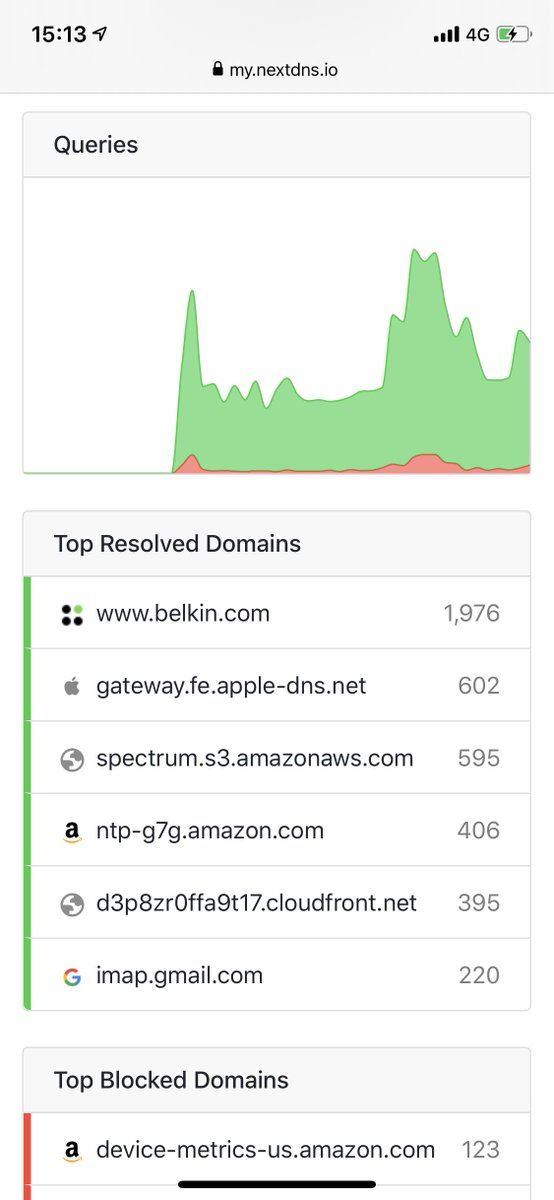 15:13
4G
my.nextdns.io
Queries
Top Resolved Domains
www.belkin.com 1,976
gateway.fe.apple-dns.net 602
spectrum.s3.amazonaws.com 595
ntp-g7g.amazon.com 406
d3p8zr0ffa9t17.cloudfront.net 395
imap.gmail.com 220
Top Blocked Domains
device-metrics-us.amazon.com 123